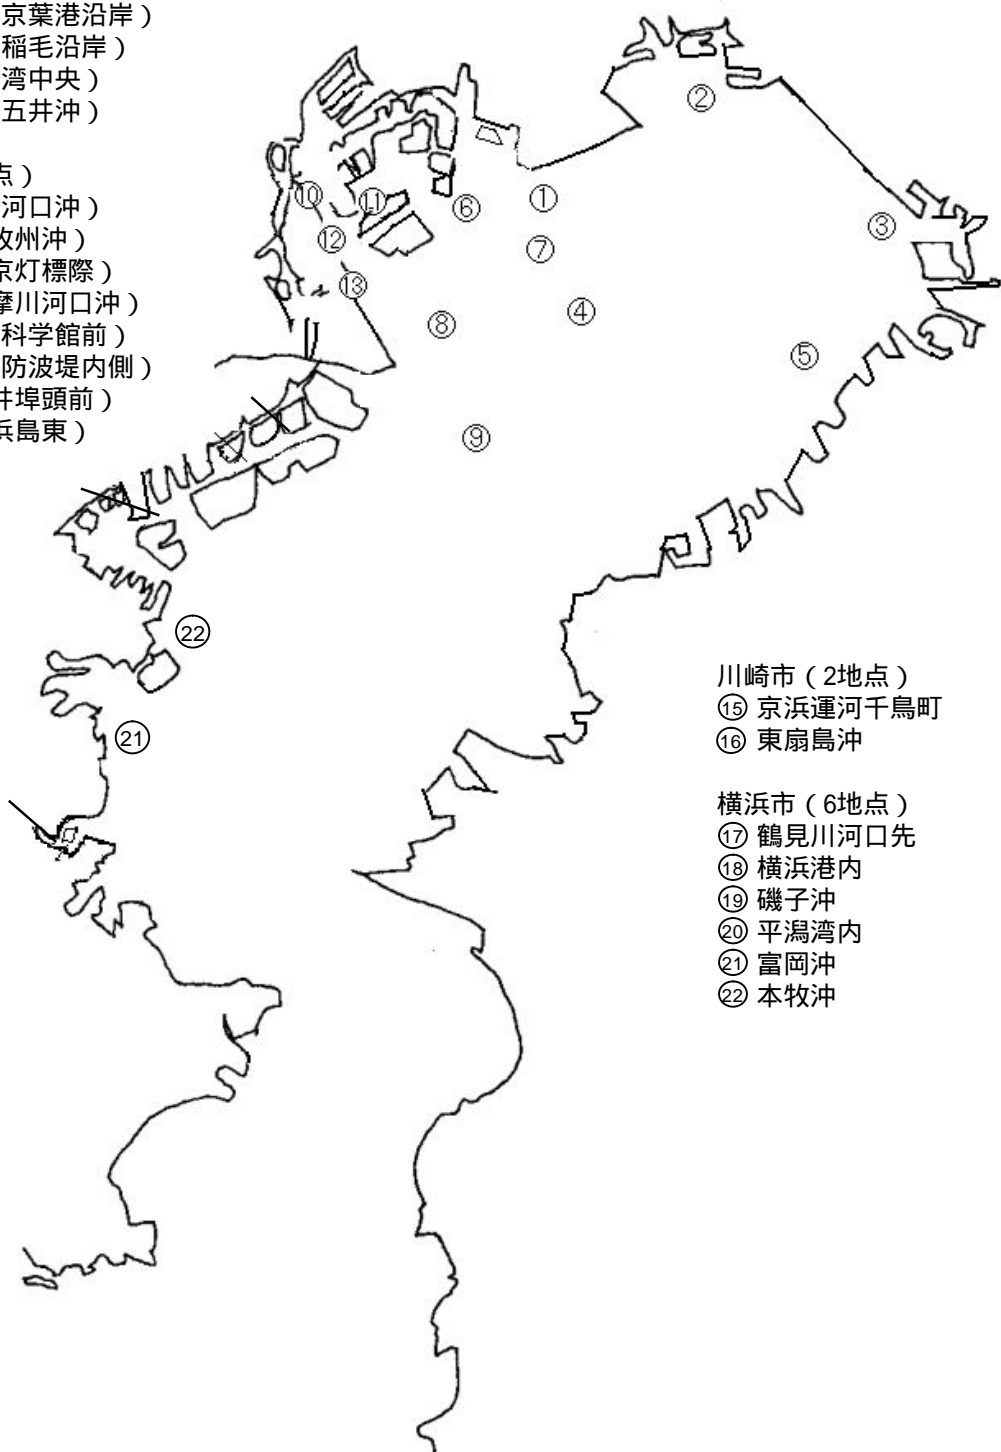 京葉港沿岸）
稲毛沿岸）
湾中央）
五井沖）
点）
河口沖）
州沖）
京灯標際）
摩川河口沖）
科学館前）
防波堤内側）
井埠頭前）
浜島東）
②
⑩
⑪
⑥
①
③
⑫
⑦
⑬
⑧
④
⑤
⑨
㉒
㉑
川崎市（2地点）
⑮ 京浜運河千鳥町
⑯ 東扇島沖
横浜市（6地点）
⑰ 鶴見川河口先
⑱ 横浜港内
⑲ 磯子沖
⑳ 平潟湾内
㉑ 富岡沖
㉒ 本牧沖